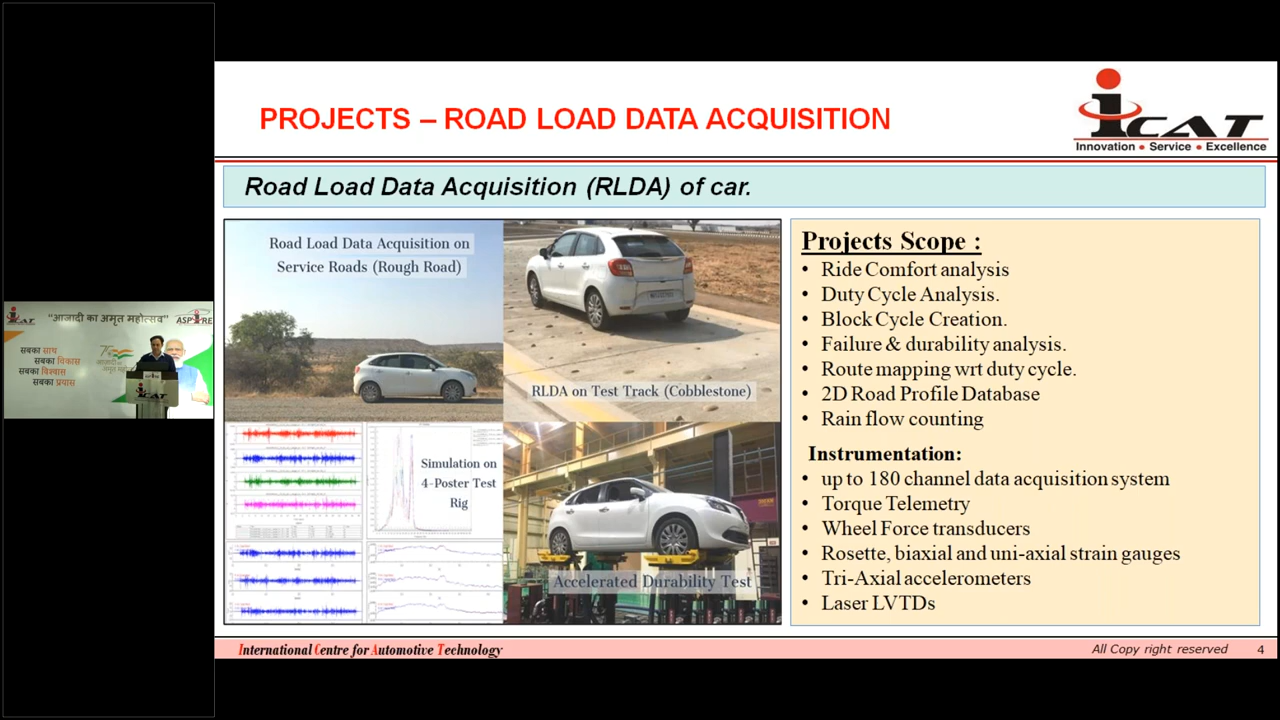 PROJECTS – ROAD LOAD DATA ACQUISITION
iCAT
Innovation • Service • Excellence
Road Load Data Acquisition (RLDA) of car.
Road Load Data Acquisition on
Service Roads (Rough Road)
RLDA on Test Track (Cobblestone)
Simulation on
4-Poster Test
Rig
Accelerated Durability Test
Projects Scope :
• Ride Comfort analysis
• Duty Cycle Analysis.
• Block Cycle Creation.
• Failure & durability analysis.
• Route mapping wrt duty cycle.
• 2D Road Profile Database
• Rain flow counting
Instrumentation:
• up to 180 channel data acquisition system
• Torque Telemetry
• Wheel Force transducers
• Rosette, biaxial and uni-axial strain gauges
• Tri-Axial accelerometers
• Laser LVTDs
International Centre for Automotive Technology
All Copy right reserved 4
iCAT
"आजादी का अमृत महोत्सव"
ASPIRE
सबका साथ
सबका विकास
सबका विश्वास
सबका प्रयास
iCAT